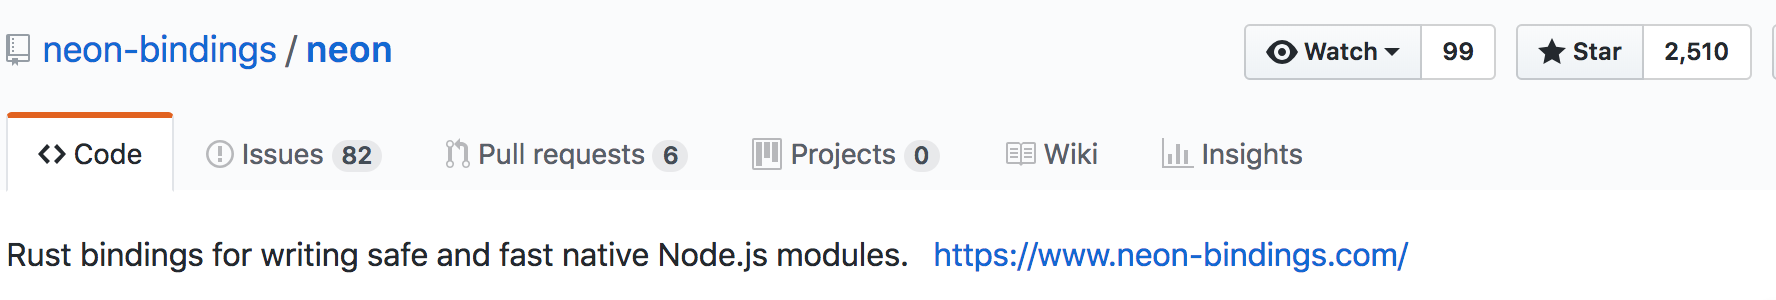 neon-bindings / neon Watch 99 Star 2,510
Code Issues 82 Pull requests 6 Projects 0 Wiki Insights
Rust bindings for writing safe and fast native Node.js modules. https://www.neon-bindings.com/